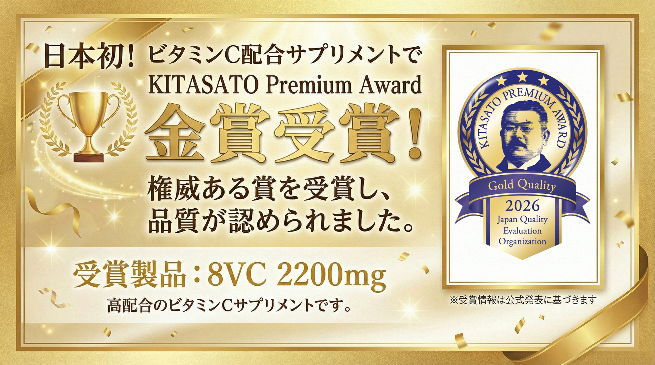 日本初！ビタミンC配合サプリメントで
KITASATO Premium Award
金賞受賞！
権威ある賞を受賞し、
品質が認められました。
受賞製品：8VC 2200mg
高配合のビタミンCサプリメントです。
KITASATO PREMIUM AWARD
Gold Quality
2026
Japan Quality
Evaluation
Organization
※受賞情報は公式発表に基づきます